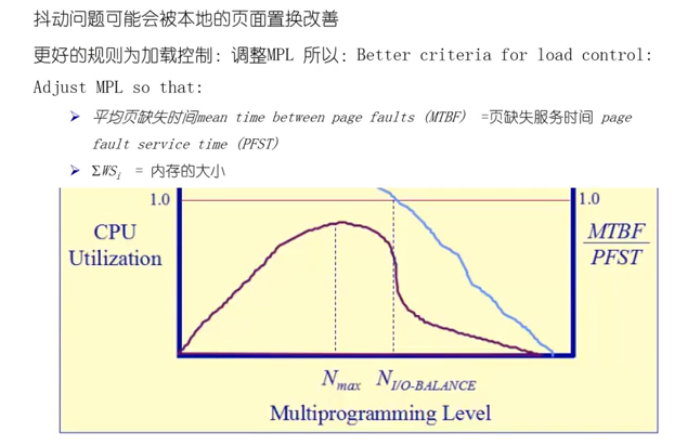 抖动问题可能会被本地的页面置换改善
更好的规则为加载控制: 调整MPL 所以: Better criteria for load control:
Adjust MPL so that:
➢ 平均页缺失时间mean time between page faults (MTBF) =页缺失服务时间 page
fault service time (PFST)
➢ ΣWSi = 内存的大小
1.0
1.0
CPU
Utilization
MTBF
PFST
Nmax NI/O-BALANCE
Multiprogramming Level